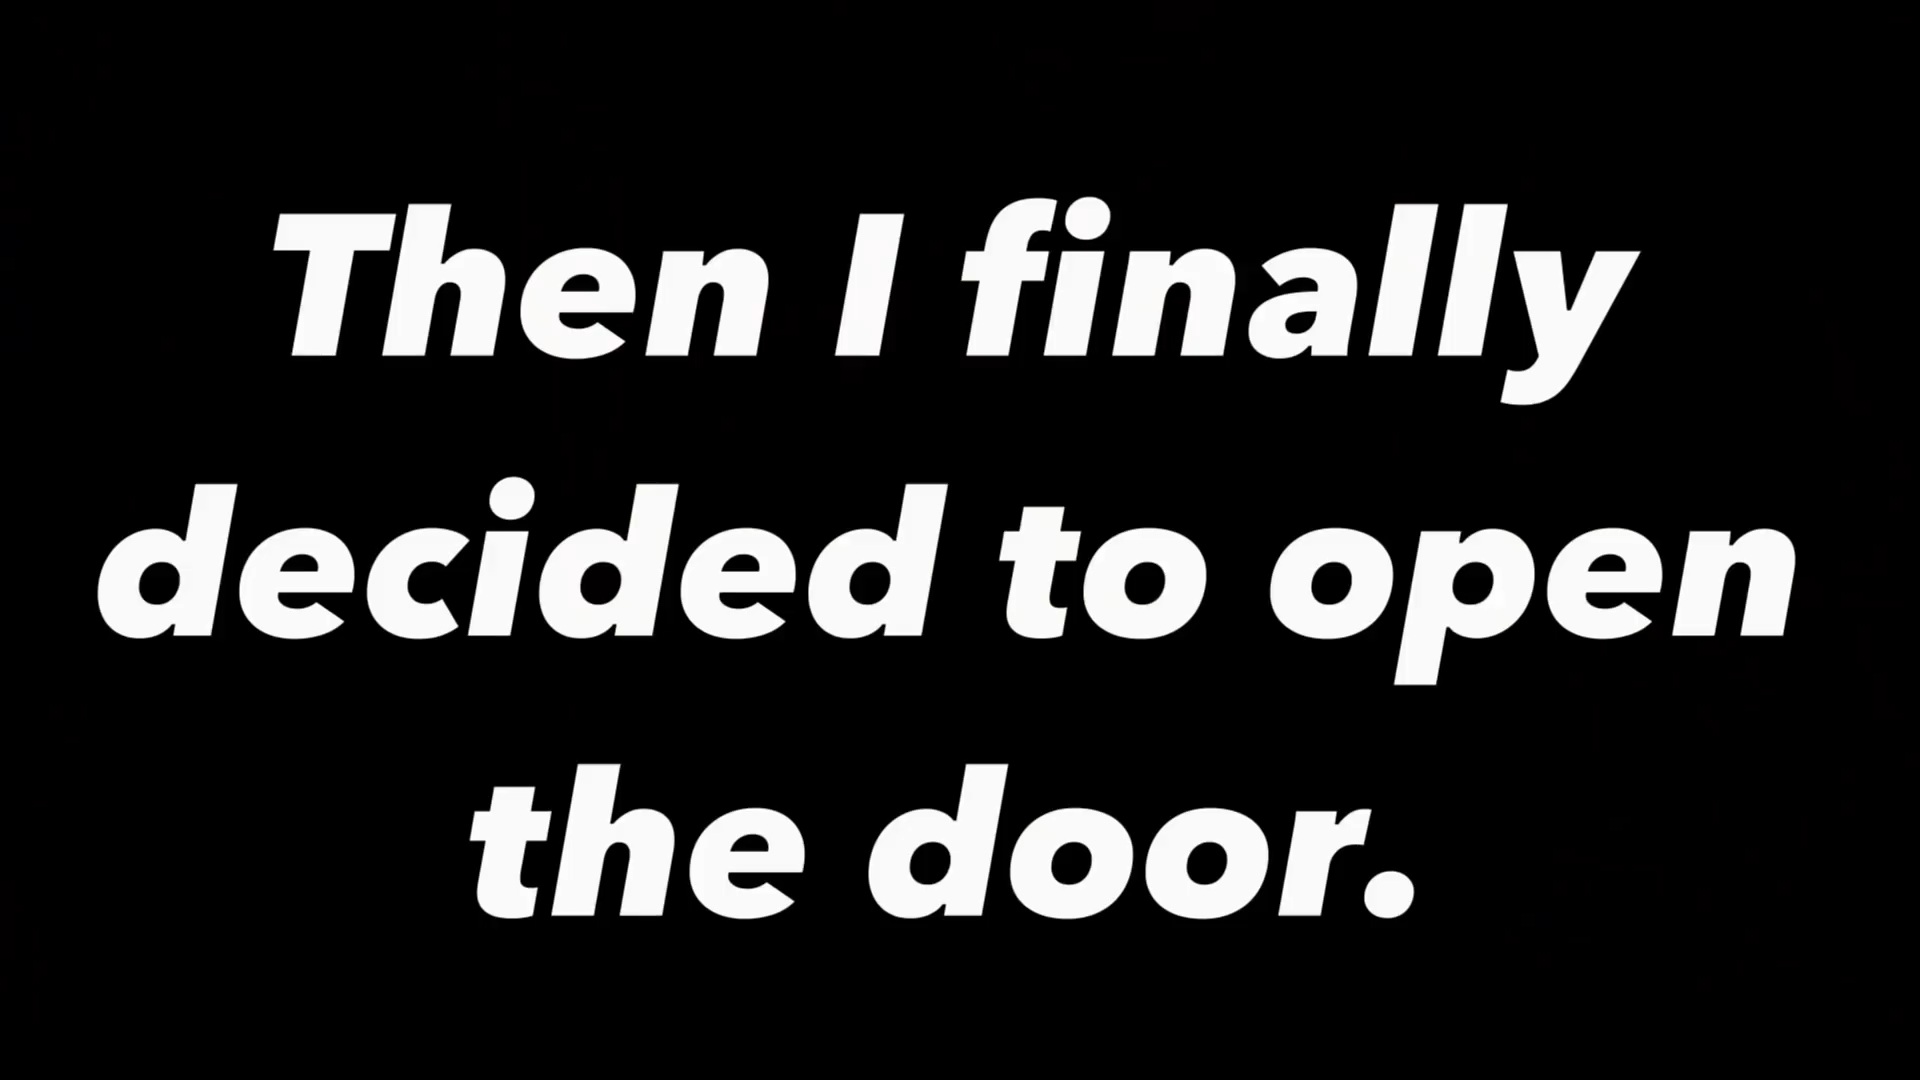 Then I finally
decided to open
the door.